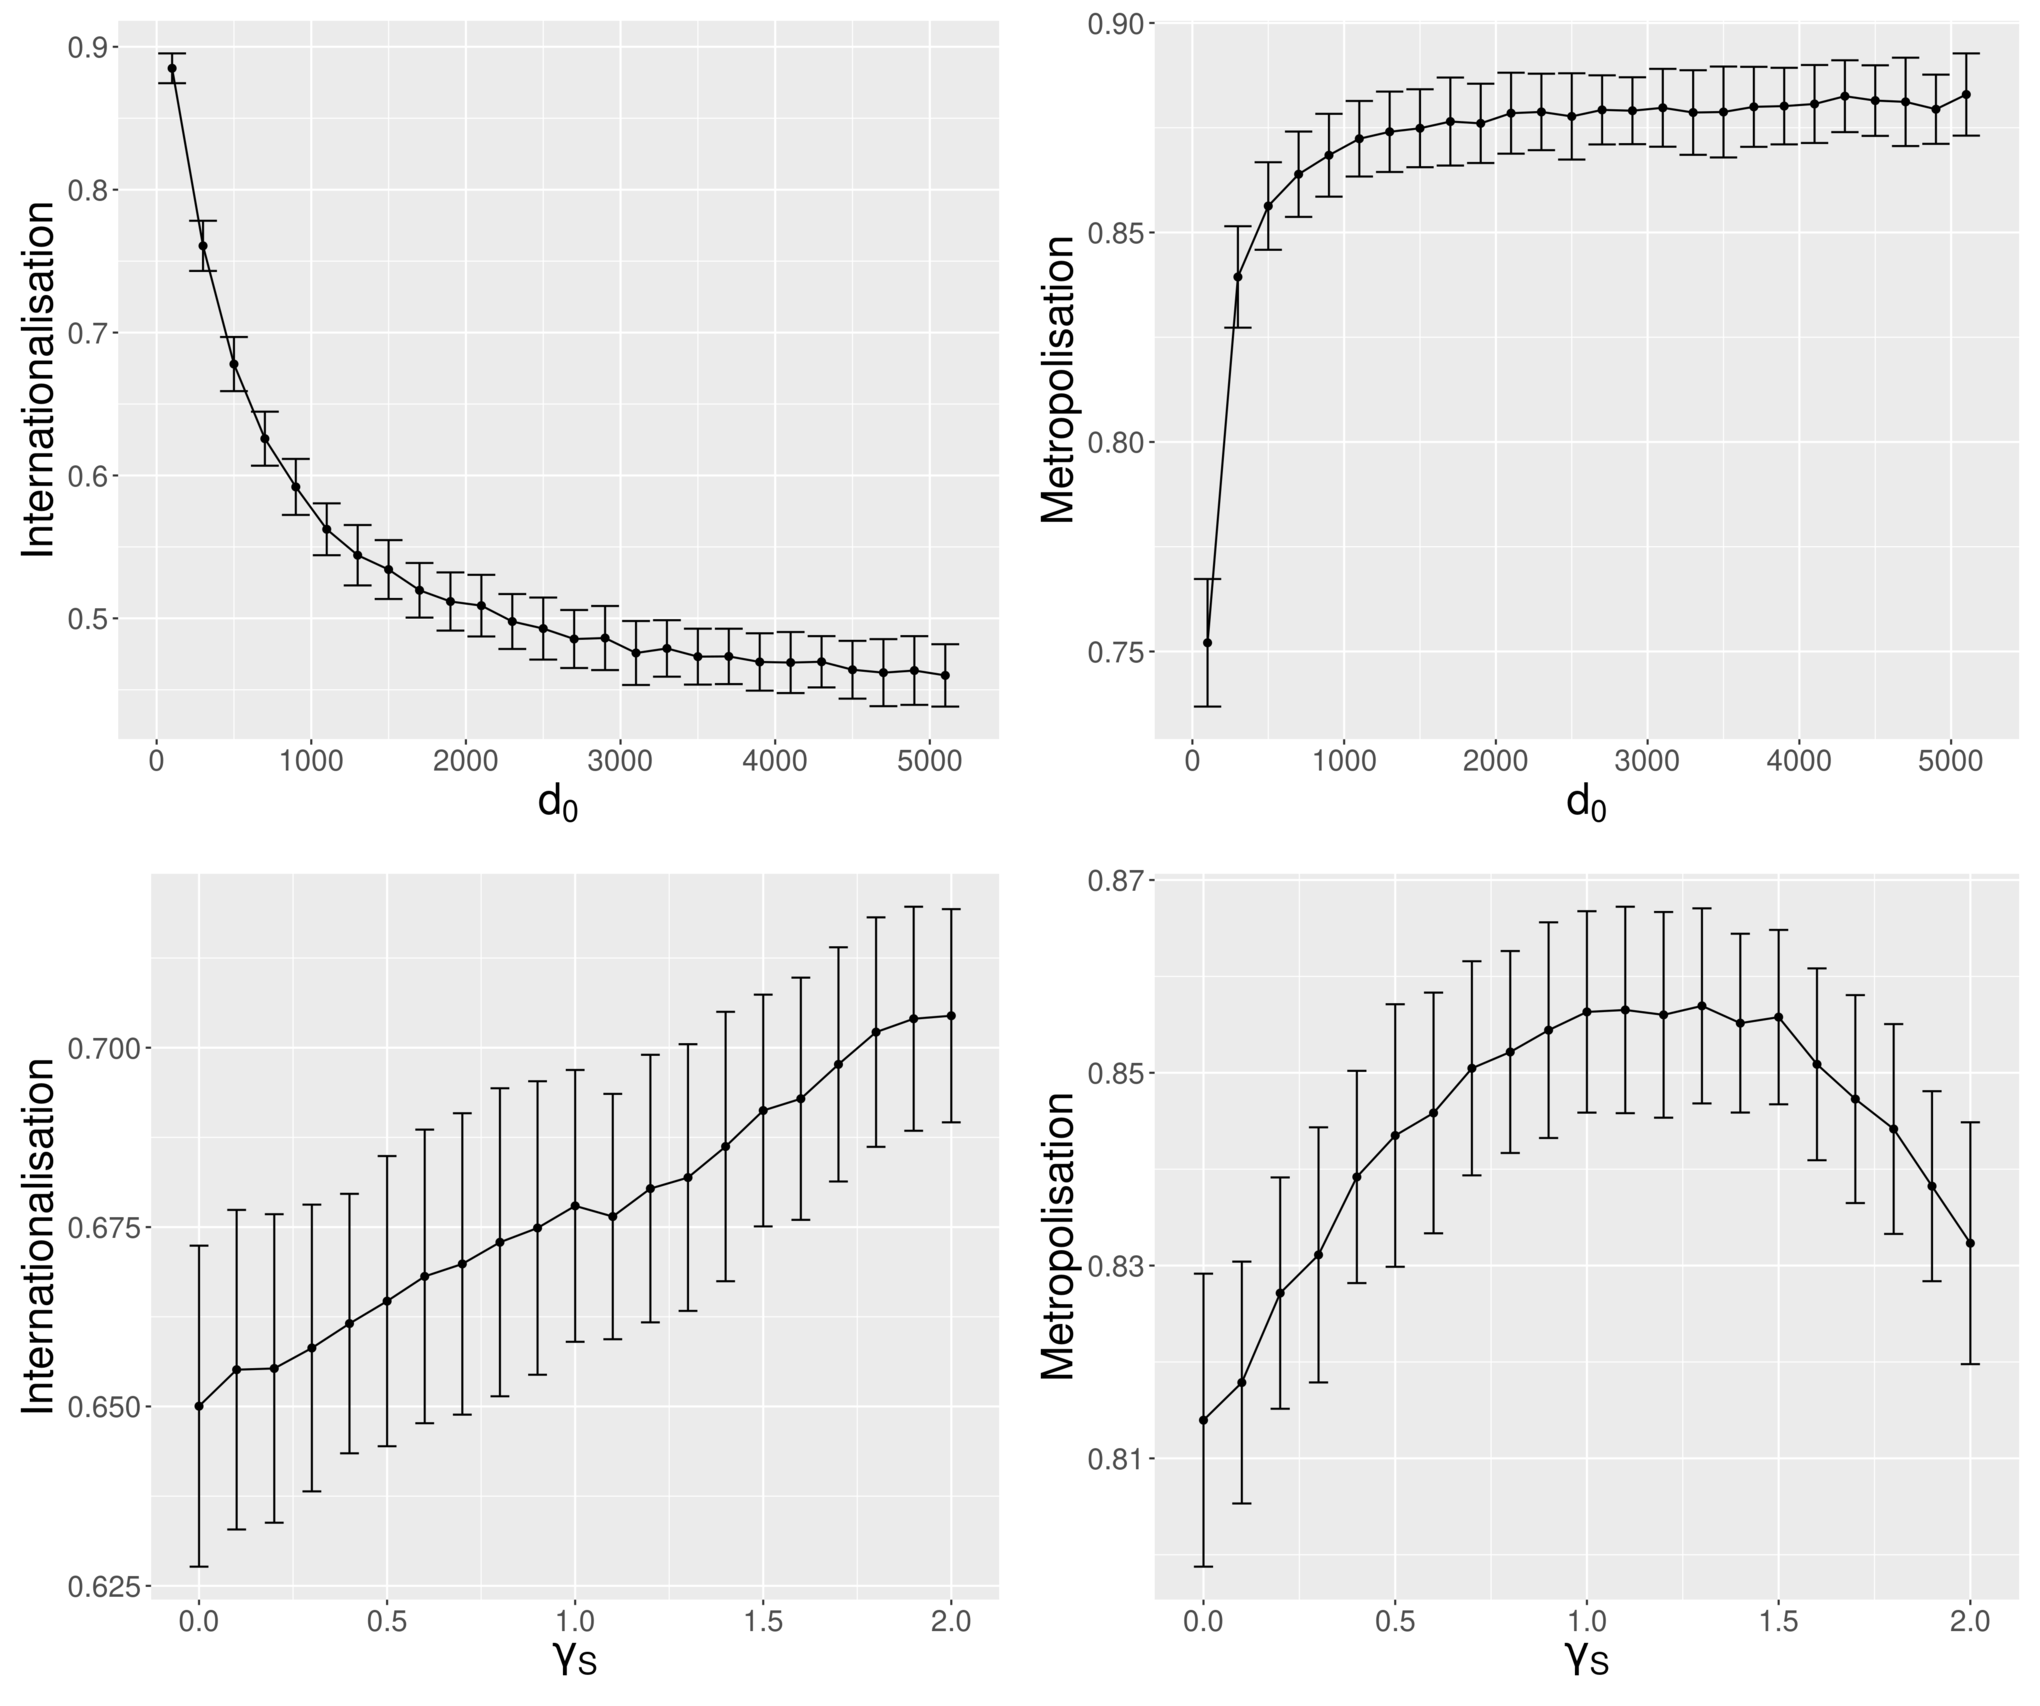 Internationalisation
0.9
0.8
0.7
0.6
0.5
0 1000 2000 3000 4000 5000
d0
Metropolisation
0.90
0.85
0.80
0.75
0 1000 2000 3000 4000 5000
d0
Internationalisation
0.700
0.675
0.650
0.625
0.0 0.5 1.0 1.5 2.0
γS
Metropolisation
0.87
0.85
0.83
0.81
0.0 0.5 1.0 1.5 2.0
γS